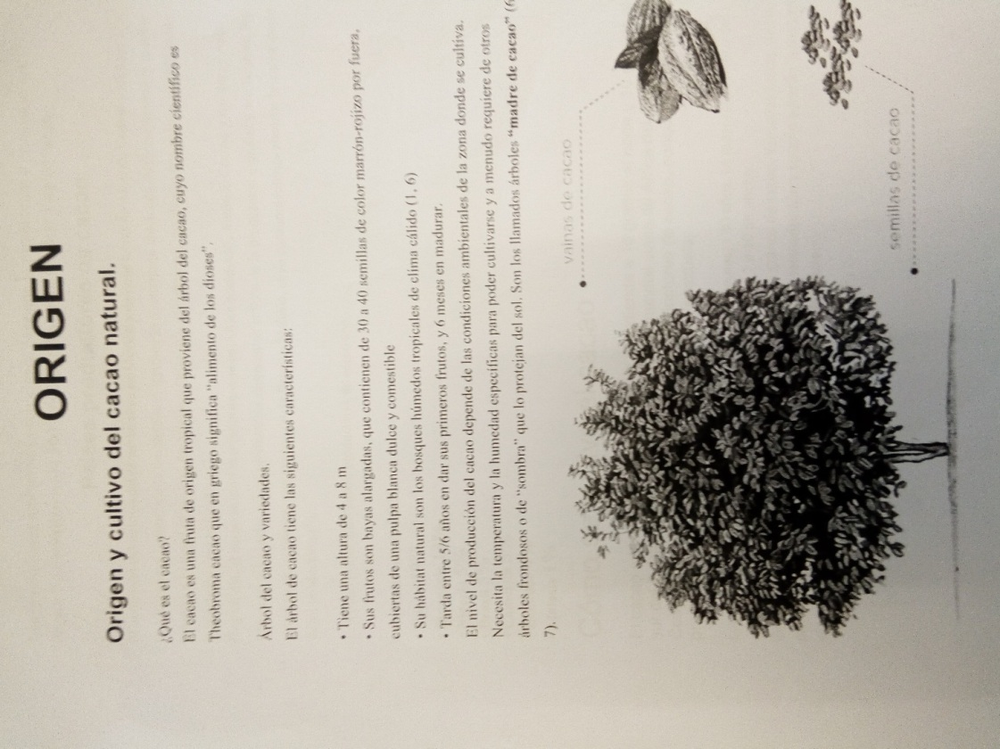 ORIGEN
Origen y cultivo del cacao natural.
¿Qué es el cacao?
El cacao es una fruta de origen tropical que proviene del árbol del cacao, cuyo nombre científico es
Theobroma cacao que en griego significa "alimento de los dioses".
Árbol del cacao y variedades.
El árbol de cacao tiene las siguientes características:
• Tiene una altura de 4 a 8 m
• Sus frutos son bayas alargadas, que contienen de 30 a 40 semillas de color marrón-rojizo por fuera,
cubiertas de una pulpa blanca dulce y comestible
• Su hábitat natural son los bosques húmedos tropicales de clima cálido (1, 6)
• Tarda entre 5/6 años en dar sus primeros frutos, y 6 meses en madurar.
El nivel de producción del cacao depende de las condiciones ambientales de la zona donde se cultiva.
Necesita la temperatura y la humedad específicas para poder cultivarse y a menudo requiere de otros
árboles frondosos o de "sombra" que lo protejan del sol. Son los llamados árboles "madre de cacao" (6
7).
vainas de cacao
semillas de cacao